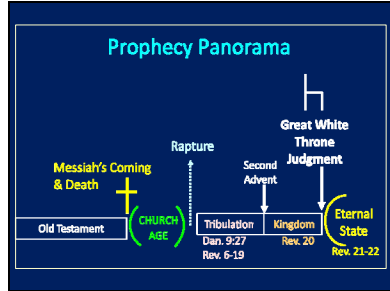 Prophecy Panorama
Great White
Throne
Judgment
Rapture
Messiah's Coming
& Death
Second
Advent
Old Testament
CHURCH
AGE
Tribulation
Kingdom
Eternal
State
Dan. 9:27
Rev. 6-19
Rev. 20
Rev. 21-22